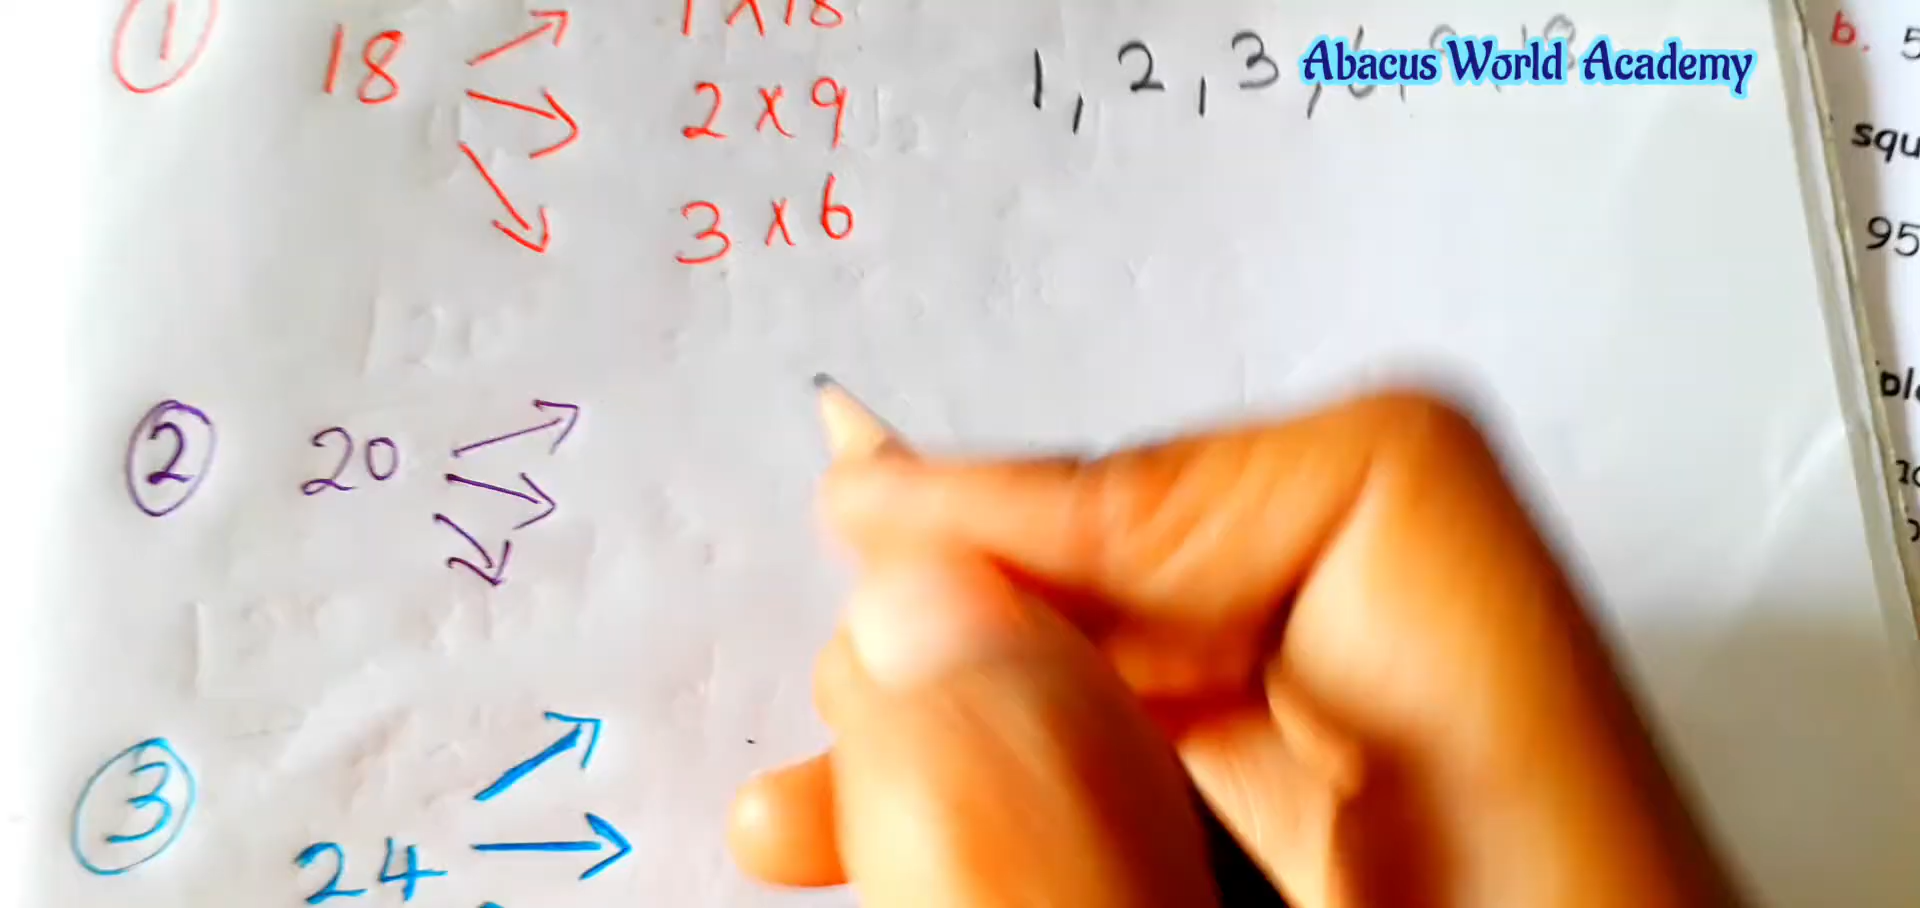 1 18 1 x 18
2 x 9 1, 2, 3, Abacus World Academy
3 x 6
2 20
3 24
b. 5
squ
95